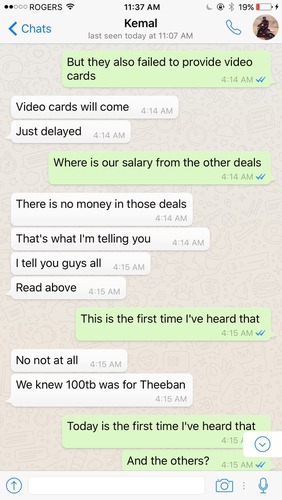 ROGERS 11:37 AM 19%
Chats
Kemal
last seen today at 11:07 AM
But they also failed to provide video
cards
4:14 AM
Video cards will come
4:14 AM
Just delayed
4:14 AM
Where is our salary from the other deals
4:14 AM
There is no money in those deals
4:14 AM
That's what I'm telling you
4:14 AM
I tell you guys all
4:15 AM
Read above
4:15 AM
This is the first time I've heard that
4:15 AM
No not at all
4:15 AM
We knew 100tb was for Theeban
4:15 AM
Today is the first time I've heard that
4:15
And the others?
4:15 AM